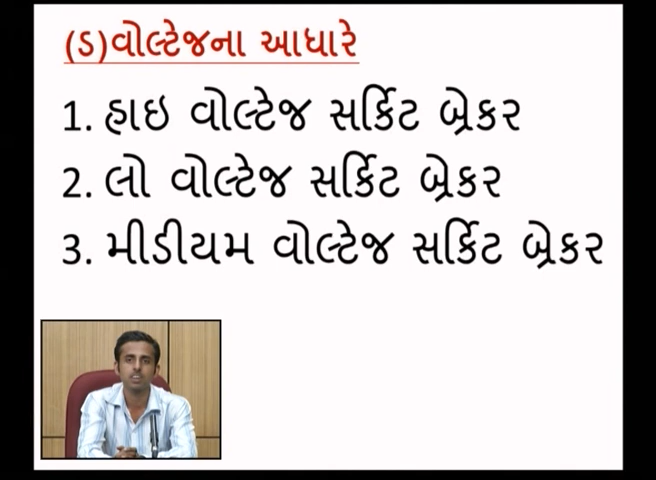 (ડ)વોલ્ટેજના આધારે
1. હાઇ વોલ્ટેજ સર્કિટ બ્રેકર
2. લો વોલ્ટેજ સર્કિટ બ્રેકર
3. મીડીયમ વોલ્ટેજ સર્કિટ બ્રેકર